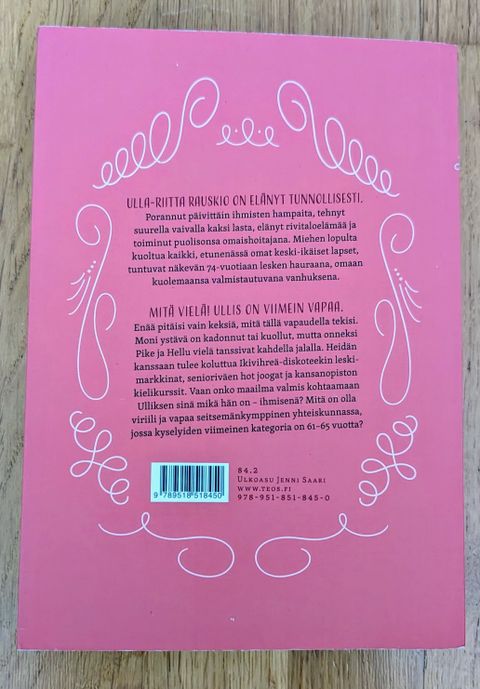 ULLA-RIITTA RAUSKIO ON ELÄNYT TUNNOLLISESTI.
Porannut päivittäin ihmisten hampaita, tehnyt
suurella vaivalla kaksi lasta, elänyt rivitaloelämää ja
toiminut puolisonsa omaishoitajana. Miehen lopulta
kuoltua kaikki, etunenässä omat keski-ikäiset lapset,
tuntuvat näkevän 74-vuotiaan lesken hauraana, omaan
kuolemaansa valmistautuvana vanhuksena.
MITÄ VIELÄ! ULLIS ON VIIMEIN VAPAA.
Enää pitäisi vain keksiä, mitä tällä vapaudella tekisi.
Moni ystävä on kadonnut tai kuollut, mutta onneksi
Pike ja Hellu vielä tanssivat kahdella jalalla. Heidän
kanssaan tulee koluttua Ikivihreä-diskoteekin leski-
markkinat, senioriväen hot joogat ja kansanopiston
kielikurssit. Vaan onko maailma valmis kohtaamaan
Ulliksen sinä mikä hän on – ihmisenä? Mitä on olla
viriili ja vapaa seitsemänkymppinen yhteiskunnassa,
jossa kyselyiden viimeinen kategoria on 61–65 vuotta?
84.2
ULKOASU JENNI SAARI
WWW.TEOS.FI
978-951-851-845-0
9 789518 518450